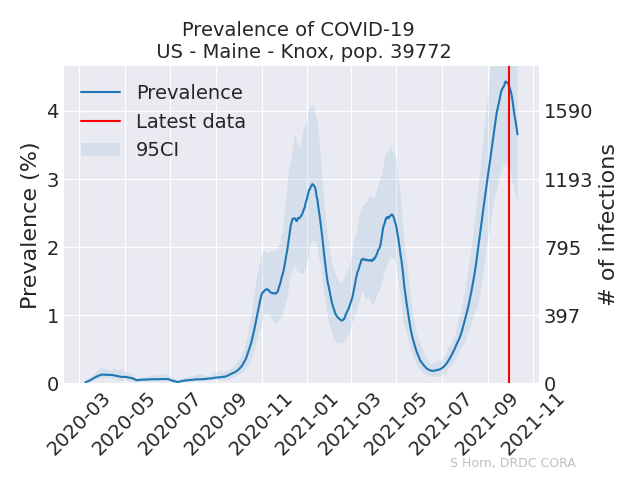 Prevalence of COVID-19
US - Maine - Knox, pop. 39772
Prevalence
Latest data
95CI
Prevalence (%)
4
3
2
1
0
1590
1193
795
397
0
# of infections
2020-03
2020-05
2020-07
2020-09
2020-11
2021-01
2021-03
2021-05
2021-07
2021-09
2021-11
S Horn, DRDC CORA